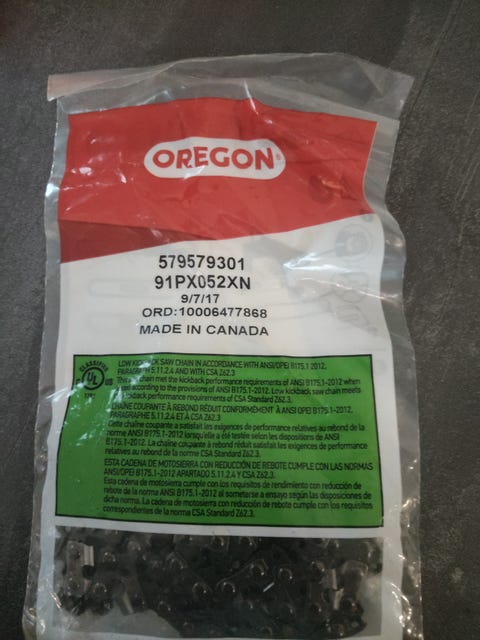 OREGON
579579301
91PX052XN
9/7/17
ORD:10006477868
MADE IN CANADA
CLASSIFIED
UL
US
LOW KICKBACK SAW CHAIN IN ACCORDANCE WITH ANSI/OPEI B175.1 2012,
PARAGRAPH 5.11.2.4 AND WITH CSA Z62.3
This saw chain met the kickback performance requirements of ANSI B175.1-2012 when
tested according to the provisions of ANSI B175.1-2012. Low kickback saw chain meets
kickback performance requirements of CSA Standard Z62.3.
CHAÎNE COUPANTE À REBOND RÉDUIT CONFORMÉMENT À ANSI OPEI B175.1-2012,
PARAGRAPHE 5.11.2.4 ET À CSA Z62.3
Cette chaîne coupante a satisfait les exigences de performance relatives au rebond de la
norme ANSI B175.1-2012 lorsqu'elle a été testée selon les dispositions de ANSI
B175.1-2012. La chaîne coupante à rebond réduit satisfait les exigences de performance
relatives au rebond de la norme CSA Standard Z62.3.
ESTA CADENA DE MOTOSIERRA CON REDUCCIÓN DE REBOTE CUMPLE CON LAS NORMAS
ANSI/OPEI B175.1-2012 APARTADO 5.11.2.4 Y CSA Z62.3.
Esta cadena de motosierra cumple con los requisitos de rendimiento con reducción de
rebote de la norma ANSI B175.1-2012 al someterse a ensayo según las disposiciones
de dicha norma. La cadena de motosierra con reducción de rebote cumple con los requisitos
correspondientes de la norma CSA Standard Z62.3.